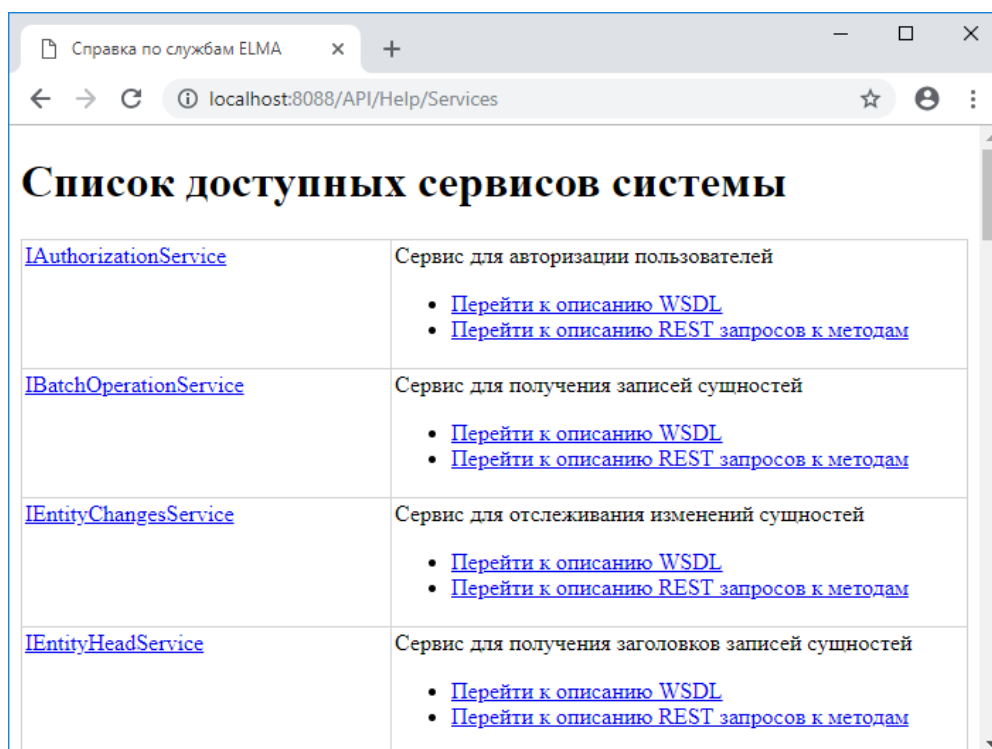 Справка по службам ELMA
localhost:8088/API/Help/Services
Список доступных сервисов системы
IAuthorizationService
Сервис для авторизации пользователей
Перейти к описанию WSDL
Перейти к описанию REST запросов к методам
IBatchOperationService
Сервис для получения записей сущностей
Перейти к описанию WSDL
Перейти к описанию REST запросов к методам
IEntityChangesService
Сервис для отслеживания изменений сущностей
Перейти к описанию WSDL
Перейти к описанию REST запросов к методам
IEntityHeadService
Сервис для получения заголовков записей сущностей
Перейти к описанию WSDL
Перейти к описанию REST запросов к методам